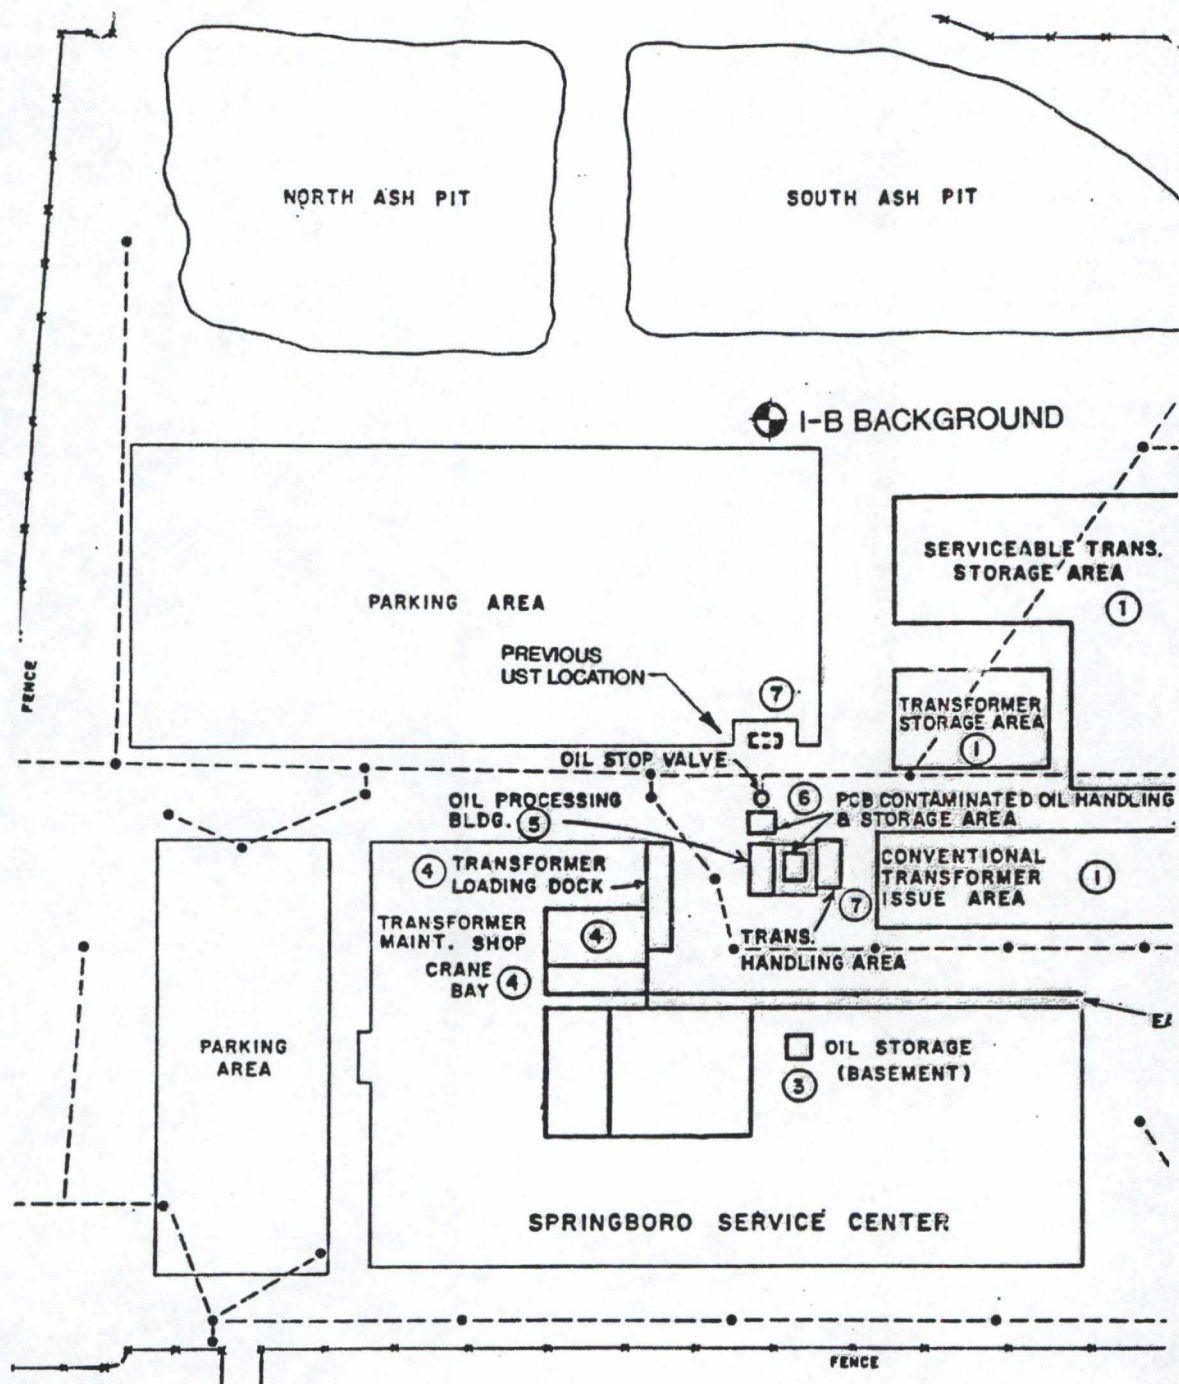 NORTH ASH PIT
SOUTH ASH PIT
1-B BACKGROUND
SERVICEABLE TRANS.
STORAGE AREA
1
PARKING AREA
PREVIOUS
UST LOCATION
7
FENCE
TRANSFORMER
STORAGE AREA
1
OIL STOP VALVE
OIL PROCESSING
BLDG. 5
6 PCB CONTAMINATED OIL HANDLING
& STORAGE AREA
4 TRANSFORMER
LOADING DOCK
CONVENTIONAL
TRANSFORMER
ISSUE AREA
1
7
TRANSFORMER
MAINT. SHOP
4
TRANS.
HANDLING AREA
CRANE
BAY 4
PARKING
AREA
OIL STORAGE
(BASEMENT)
3
SPRINGBORO SERVICE CENTER
FENCE